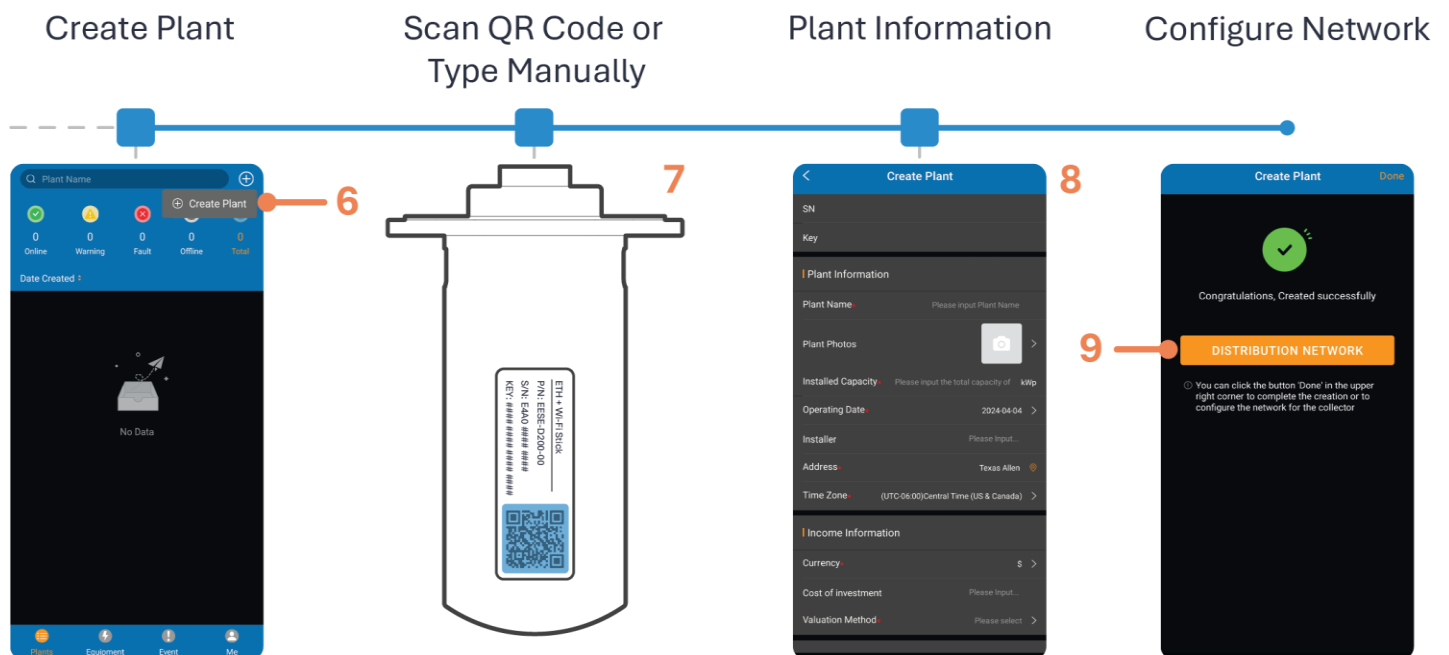 Create Plant
Scan QR Code or
Type Manually
Plant Information
Configure Network
Plant Name
Create Plant
6
0
0
0
0
0
Online
Warning
Fault
Offline
Total
Date Created
No Data
Plants
Equipment
Event
Me
7
ETH + Wi-Fi Stick
P/N: EESE-D200-00
S/N: E4A0 #### ####
KEY: #### #### #### ####
8
Create Plant
SN
Key
Plant Information
Plant Name*
Please input Plant Name
Plant Photos
Installed Capacity*
Please input the total capacity of
kWp
Operating Date*
2024-04-04
Installer
Please Input...
Address*
Texas Allen
Time Zone*
(UTC-06:00)Central Time (US & Canada)
Income Information
Currency*
$
Cost of investment
Please Input...
Valuation Method*
Please select
Create Plant
Done
Congratulations, Created successfully
9
DISTRIBUTION NETWORK
You can click the button 'Done' in the upper
right corner to complete the creation or to
configure the network for the collector